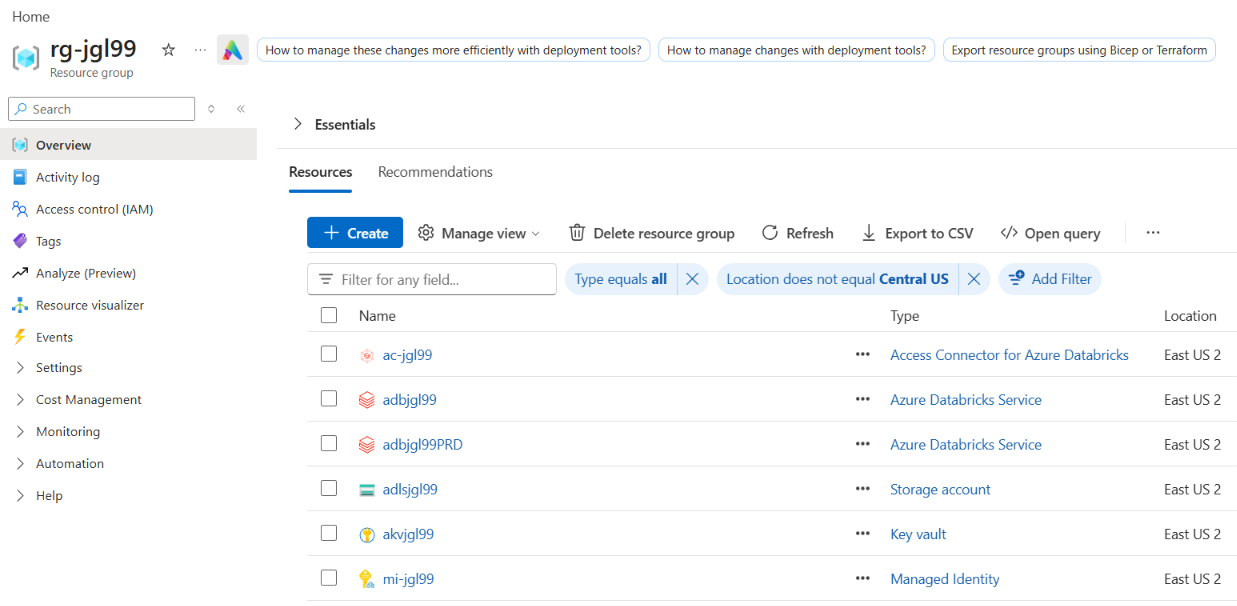 Home
rg-jgl99
Resource group
How to manage these changes more efficiently with deployment tools?
How to manage changes with deployment tools?
Export resource groups using Bicep or Terraform
Search
Overview
Activity log
Access control (IAM)
Tags
Analyze (Preview)
Resource visualizer
Events
Settings
Cost Management
Monitoring
Automation
Help
Essentials
Resources Recommendations
Create Manage view Delete resource group Refresh Export to CSV Open query
Filter for any field... Type equals all Location does not equal Central US Add Filter
Name Type Location
ac-jgl99 Access Connector for Azure Databricks East US 2
adbjgl99 Azure Databricks Service East US 2
adbjgl99PRD Azure Databricks Service East US 2
adlsjgl99 Storage account East US 2
akvjgl99 Key vault East US 2
mi-jgl99 Managed Identity East US 2